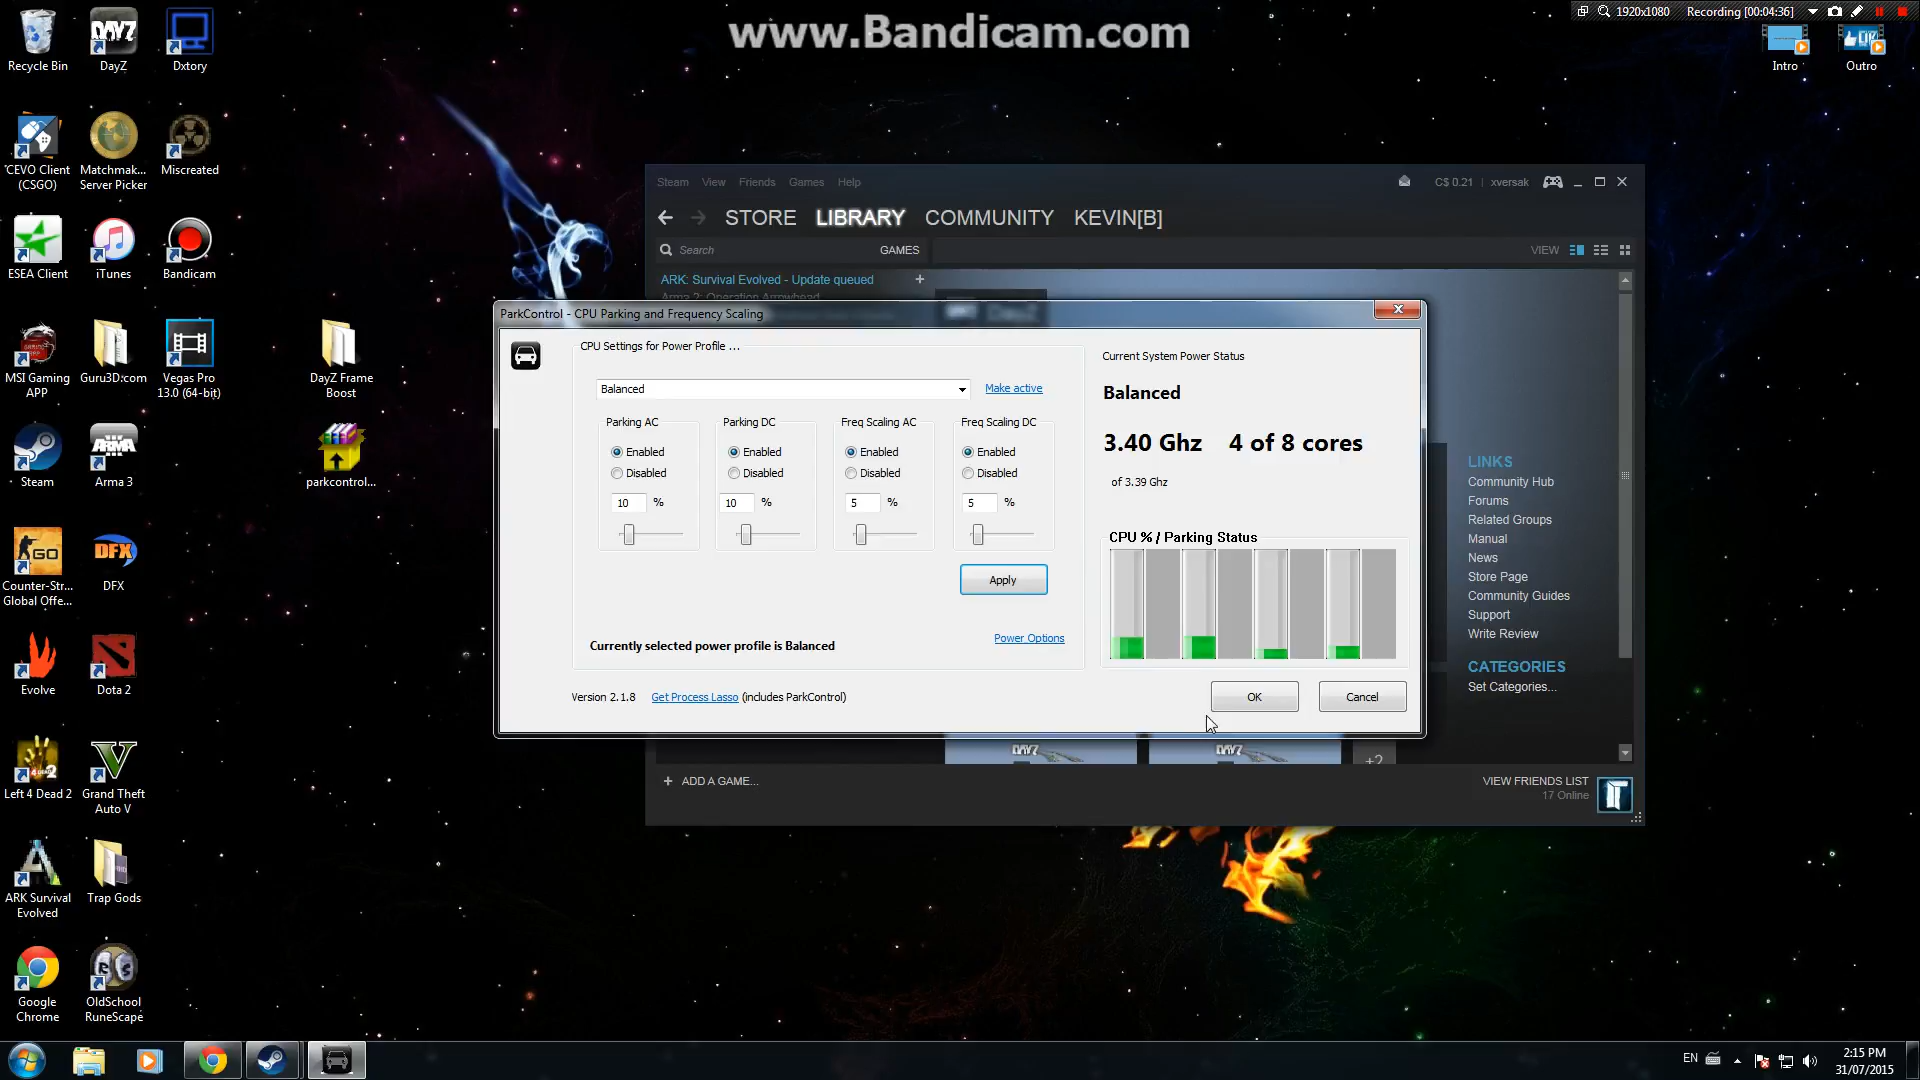 www.Bandicam.com
1920x1080
Recording [00:04:36]
Recycle Bin
DayZ
Dxtory
Intro
Outro
CEVO Client
(CSGO)
Matchmak...
Server Picker
Miscreated
ESEA Client
iTunes
Bandicam
MSI Gaming
APP
Guru3D.com
Vegas Pro
13.0 (64-bit)
DayZ Frame
Boost
Steam
Arma 3
parkcontrol...
Counter-Str...
Global Offe...
DFX
Evolve
Dota 2
Left 4 Dead 2
Grand Theft
Auto V
ARK Survival
Evolved
Trap Gods
Google
Chrome
OldSchool
RuneScape
Steam View Friends Games Help
C$ 0.21 | xversak
STORE LIBRARY COMMUNITY KEVIN[B]
Search
GAMES
VIEW
ARK: Survival Evolved - Update queued
Arma 2: Operation Arrowhead
ParkControl - CPU Parking and Frequency Scaling
CPU Settings for Power Profile ...
Balanced
Make active
Parking AC
Enabled
Disabled
10 %
Parking DC
Enabled
Disabled
10 %
Freq Scaling AC
Enabled
Disabled
5 %
Freq Scaling DC
Enabled
Disabled
5 %
Apply
Power Options
Currently selected power profile is Balanced
Version 2.1.8
Get Process Lasso (includes ParkControl)
Current System Power Status
Balanced
3.40 Ghz 4 of 8 cores
of 3.39 Ghz
CPU % / Parking Status
OK
Cancel
LINKS
Community Hub
Forums
Related Groups
Manual
News
Store Page
Community Guides
Support
Write Review
CATEGORIES
Set Categories...
DAYZ
DAYZ
+2
+ ADD A GAME...
VIEW FRIENDS LIST
17 Online
EN
2:15 PM
31/07/2015